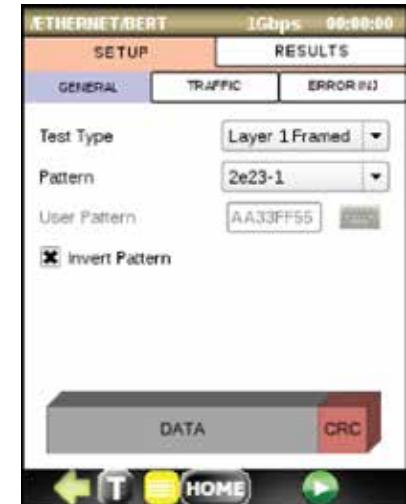 /ETHERNET/BERT 1Gbps 00:00:00
SETUP RESULTS
GENERAL TRAFFIC ERROR INJ
Test Type Layer 1 Framed
Pattern 2e23-1
User Pattern AA33FF55
Invert Pattern
DATA CRC
T HOME